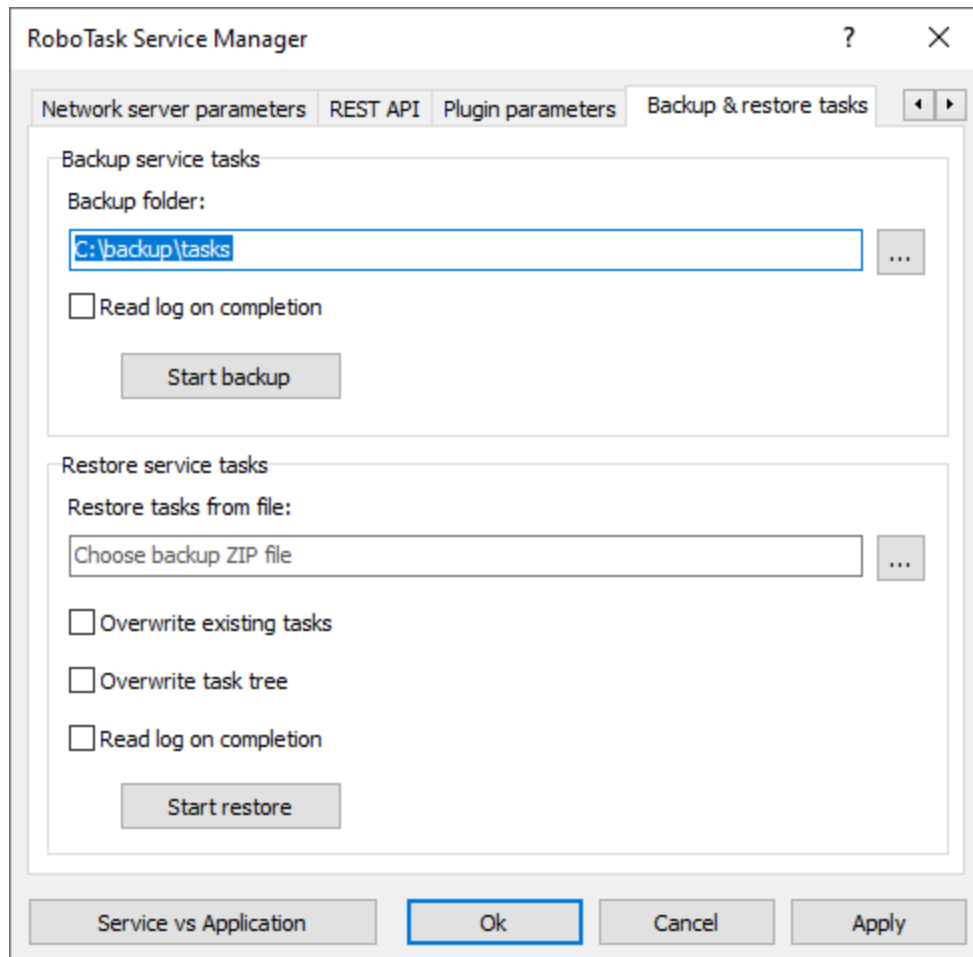 RoboTask Service Manager ?
Network server parameters REST API Plugin parameters Backup & restore tasks
Backup service tasks
Backup folder:
C:\backup\tasks ...
Read log on completion
Start backup
Restore service tasks
Restore tasks from file:
Choose backup ZIP file ...
Overwrite existing tasks
Overwrite task tree
Read log on completion
Start restore
Service vs Application Ok Cancel Apply